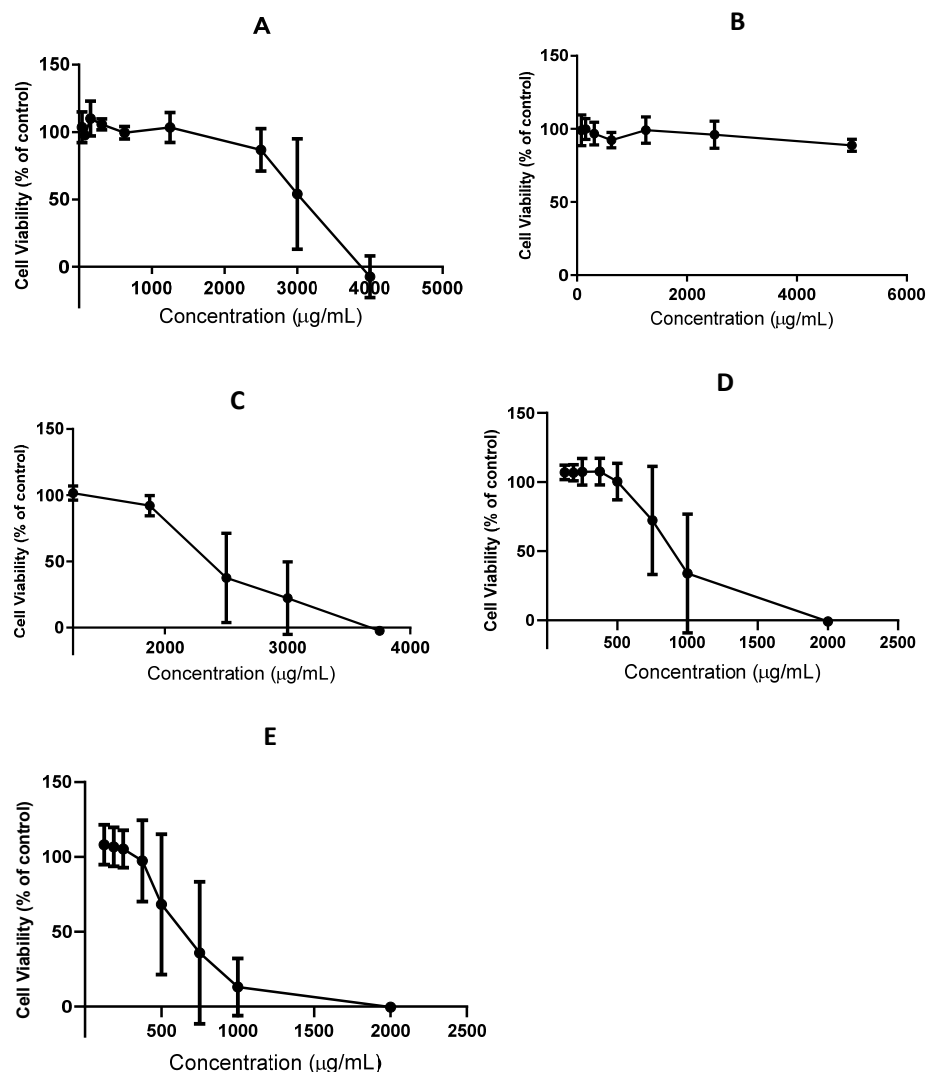 A
150
100
50
0
1000 2000 3000 4000 5000
Cell Viability (% of control)
Concentration (μg/mL)
B
150
100
50
0
0 2000 4000 6000
Cell Viability (% of control)
Concentration (μg/mL)
C
150
100
50
0
2000 3000 4000
Cell Viability (% of control)
Concentration (μg/mL)
D
150
100
50
0
500 1000 1500 2000 2500
Cell Viability (% of control)
Concentration (μg/mL)
E
150
100
50
0
500 1000 1500 2000 2500
Cell Viability (% of control)
Concentration (μg/mL)